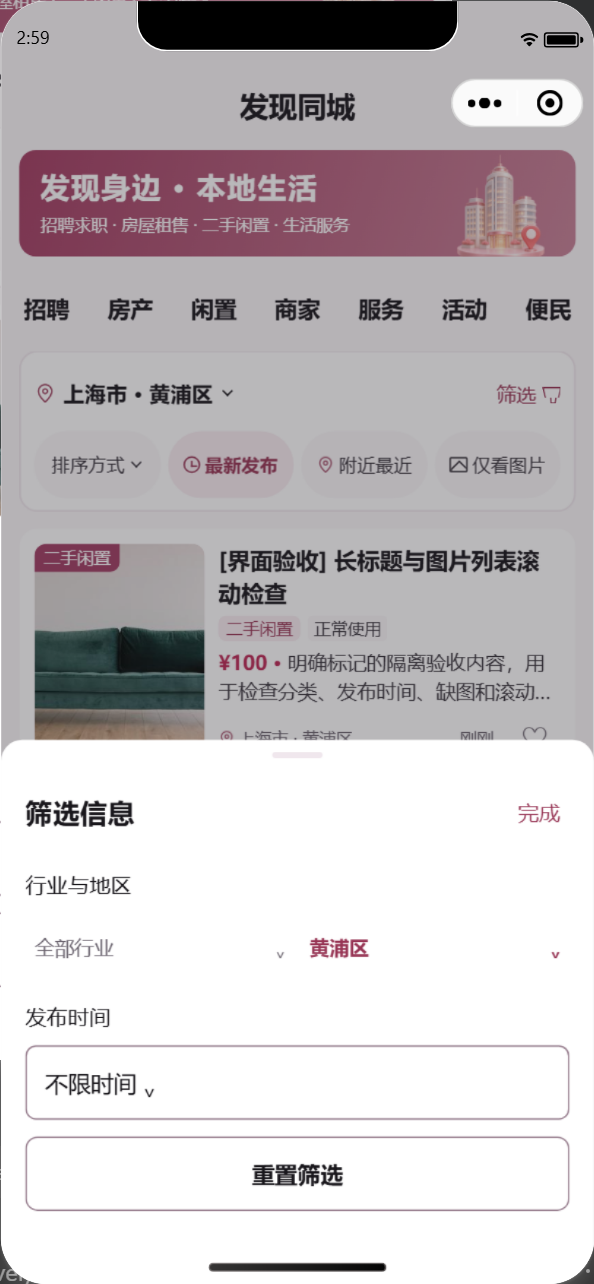 2:59
发现同城
发现身边 • 本地生活
招聘求职 · 房屋租售 · 二手闲置 · 生活服务
招聘 房产 闲置 商家 服务 活动 便民
上海市 • 黄浦区 筛选
排序方式 最新发布 附近最近 仅看图片
二手闲置
[界面验收] 长标题与图片列表滚
动检查
二手闲置 正常使用
¥100 • 明确标记的隔离验收内容，用
于检查分类、发布时间、缺图和滚动...
上海市 · 黄浦区 刚刚
筛选信息 完成
行业与地区
全部行业 v 黄浦区 v
发布时间
不限时间 v
重置筛选